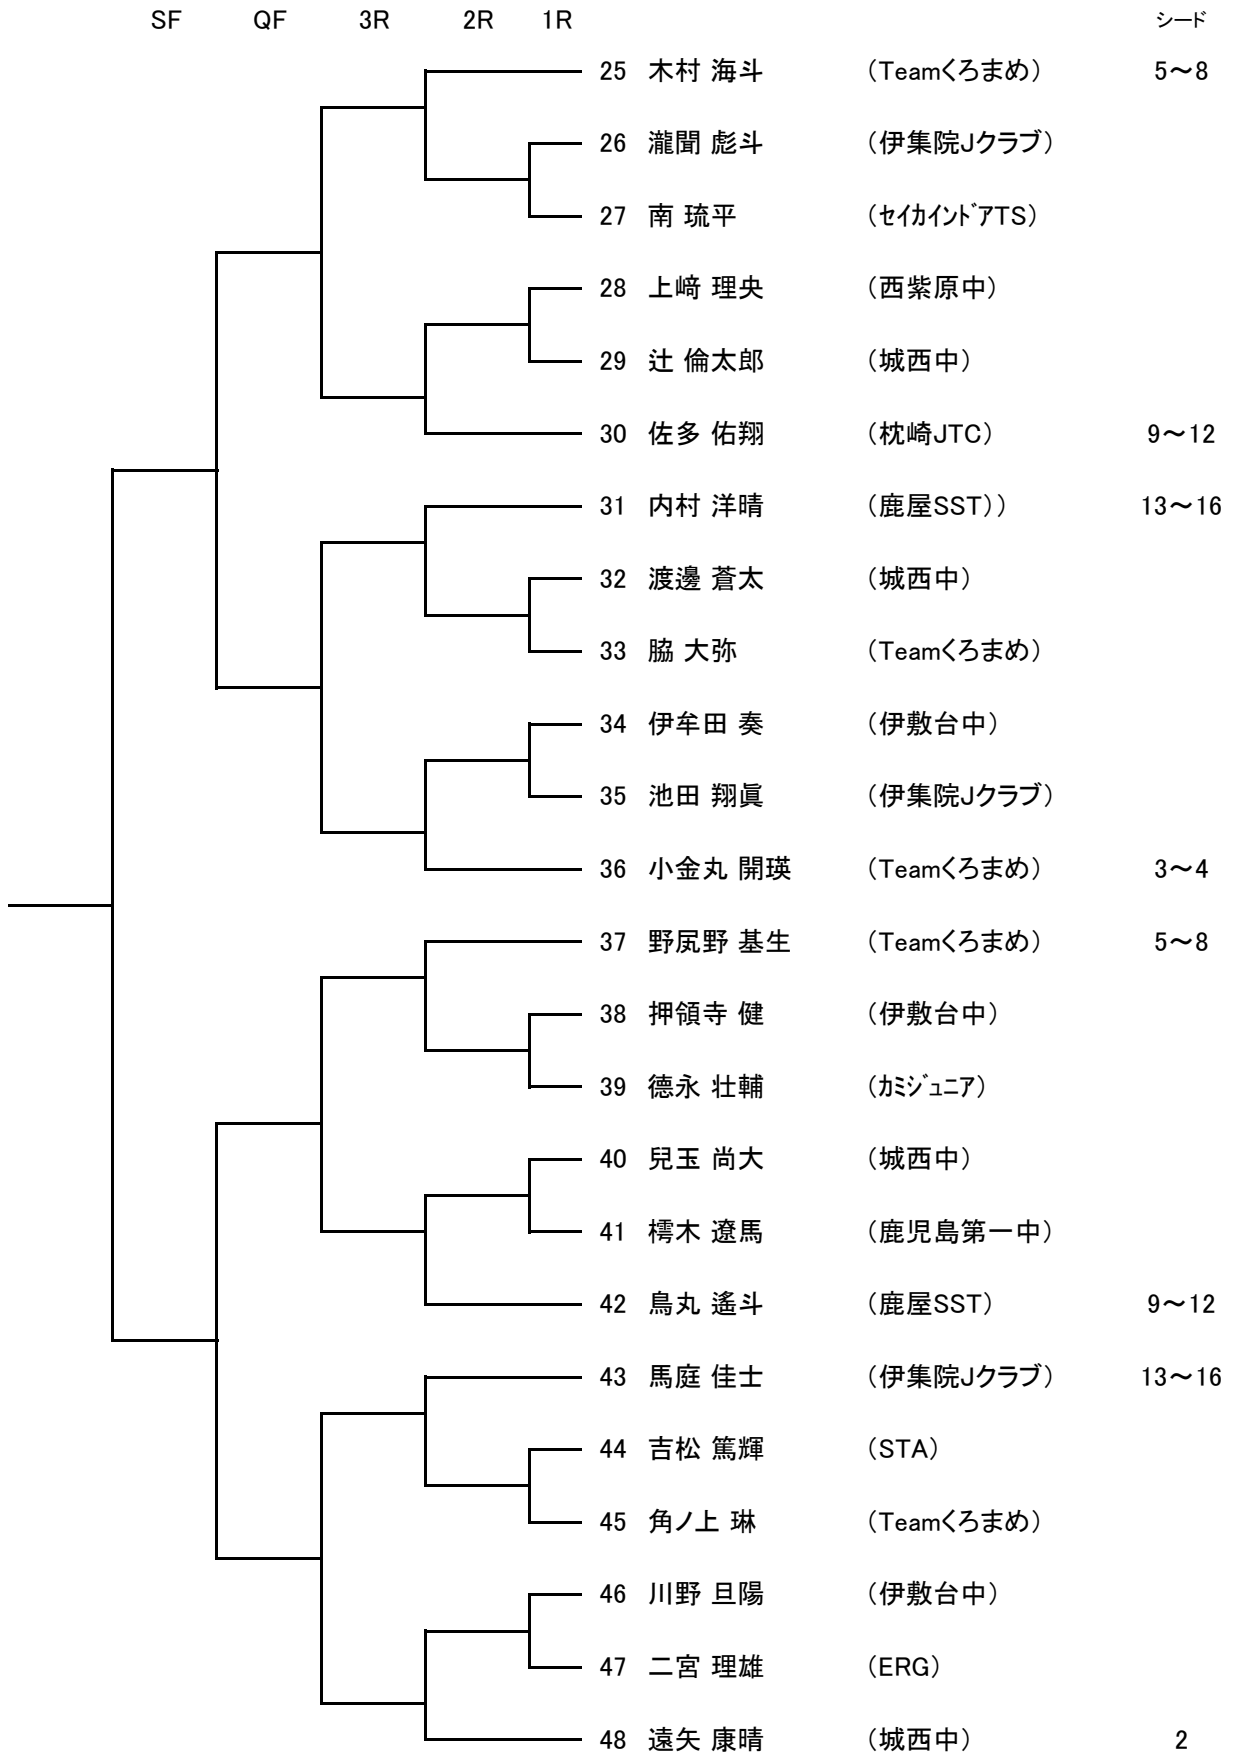 SF QF 3R 2R 1R シード
25 木村 海斗 (Teamくろまめ) 5～8
26 瀧聞 彪斗 (伊集院Jクラブ)
27 南 琉平 (ｾｲｶｲﾝﾄﾞｱTS)
28 上﨑 理央 (西紫原中)
29 辻 倫太郎 (城西中)
30 佐多 佑翔 (枕崎JTC) 9～12
31 内村 洋晴 (鹿屋SST)) 13～16
32 渡邊 蒼太 (城西中)
33 脇 大弥 (Teamくろまめ)
34 伊牟田 奏 (伊敷台中)
35 池田 翔眞 (伊集院Jクラブ)
36 小金丸 開瑛 (Teamくろまめ) 3～4
37 野尻野 基生 (Teamくろまめ) 5～8
38 押領寺 健 (伊敷台中)
39 德永 壮輔 (ｶﾐｼﾞｭﾆｱ)
40 兒玉 尚大 (城西中)
41 樗木 遼馬 (鹿児島第一中)
42 鳥丸 遙斗 (鹿屋SST) 9～12
43 馬庭 佳士 (伊集院Jクラブ) 13～16
44 吉松 篤輝 (STA)
45 角ノ上 琳 (Teamくろまめ)
46 川野 旦陽 (伊敷台中)
47 二宮 理雄 (ERG)
48 遠矢 康晴 (城西中) 2